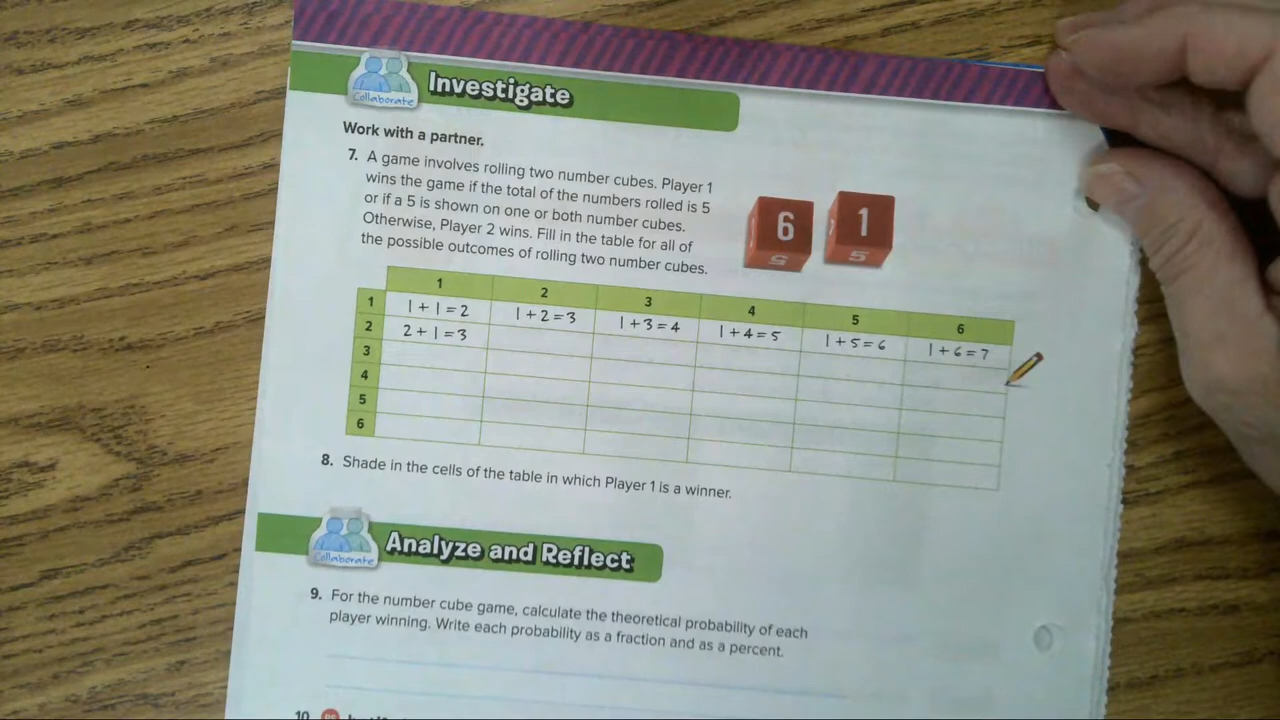 Collaborate
Investigate
Work with a partner.
7. A game involves rolling two number cubes. Player 1
wins the game if the total of the numbers rolled is 5
or if a 5 is shown on one or both number cubes.
Otherwise, Player 2 wins. Fill in the table for all of
the possible outcomes of rolling two number cubes.
6 1
5 5
1 2 3 4 5 6
1 1+1=2 1+2=3 1+3=4 1+4=5 1+5=6 1+6=7
2 2+1=3
3
4
5
6
8. Shade in the cells of the table in which Player 1 is a winner.
Collaborate
Analyze and Reflect
9. For the number cube game, calculate the theoretical probability of each
player winning. Write each probability as a fraction and as a percent.
10.